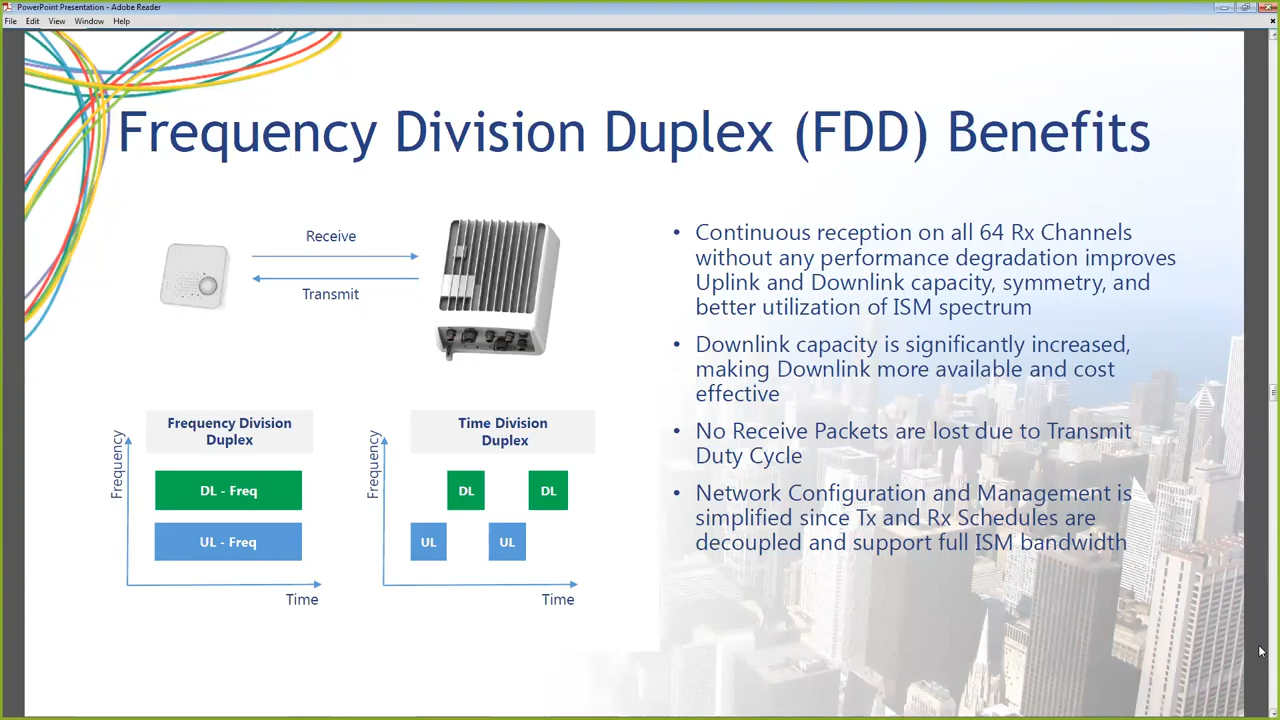 PowerPoint Presentation - Adobe Reader
File Edit View Window Help
Frequency Division Duplex (FDD) Benefits
Receive
Transmit
Frequency Division
Duplex
Frequency
DL - Freq
UL - Freq
Time
Time Division
Duplex
Frequency
DL DL
UL UL
Time
• Continuous reception on all 64 Rx Channels
without any performance degradation improves
Uplink and Downlink capacity, symmetry, and
better utilization of ISM spectrum
• Downlink capacity is significantly increased,
making Downlink more available and cost
effective
• No Receive Packets are lost due to Transmit
Duty Cycle
• Network Configuration and Management is
simplified since Tx and Rx Schedules are
decoupled and support full ISM bandwidth